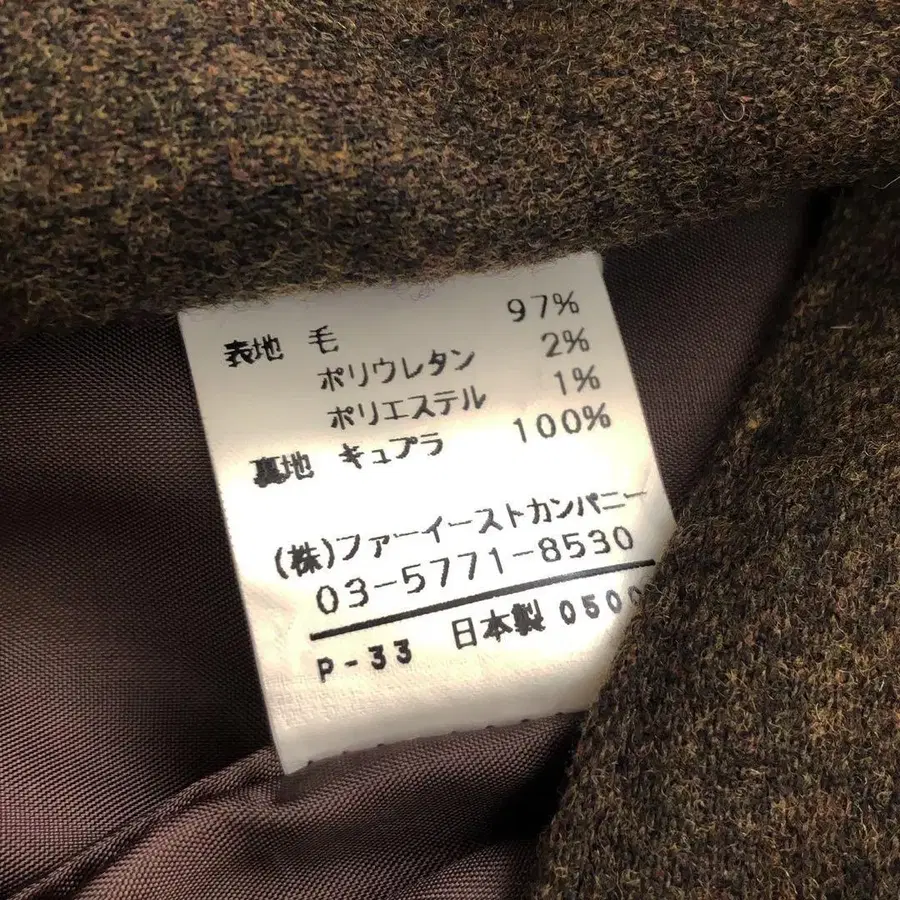 表地 毛 97%
ポリウレタン 2%
ポリエステル 1%
裏地 キュプラ 100%
(株)ファーイーストカンパニー
03-5771-8530
P-33 日本製 0500